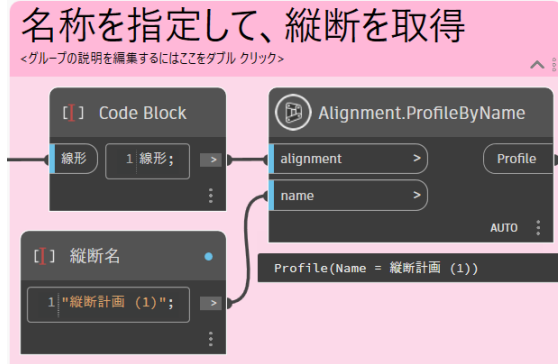 名称を指定して、縦断を取得
<グループの説明を編集するにはここをダブル クリック>
[ ] Code Block
線形
1 線形;
>
Alignment.ProfileByName
alignment >
Profile
name >
AUTO
[ ] 縦断名
1 "縦断計画 (1)";
>
Profile(Name = 縦断計画 (1))